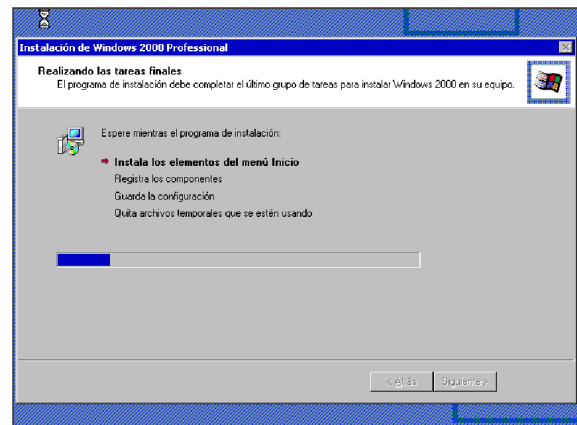 Instalación de Windows 2000 Professional
Realizando las tareas finales
El programa de instalación debe completar el último grupo de tareas para instalar Windows 2000 en su equipo.
Espere mientras el programa de instalación:
Instala los elementos del menú Inicio
Registra los componentes
Guarda la configuración
Quita archivos temporales que se estén usando
< Atrás
Siguiente >